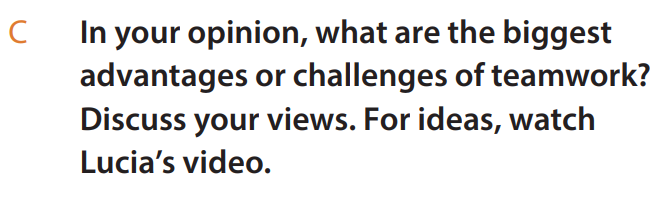 C In your opinion, what are the biggest
advantages or challenges of teamwork?
Discuss your views. For ideas, watch
Lucia’s video.